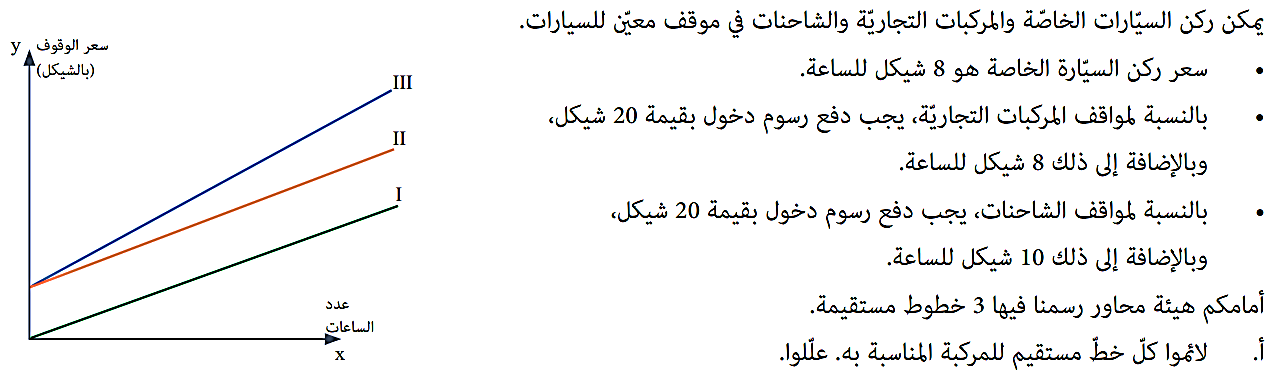 يمكن ركن السيّارات الخاصّة والمركبات التجاريّة والشاحنات في موقف معيّن للسيارات.
• سعر ركن السيّارة الخاصة هو 8 شيكل للساعة.
• بالنسبة لمواقف المركبات التجاريّة، يجب دفع رسوم دخول بقيمة 20 شيكل،
وبالإضافة إلى ذلك 8 شيكل للساعة.
• بالنسبة لمواقف الشاحنات، يجب دفع رسوم دخول بقيمة 20 شيكل،
وبالإضافة إلى ذلك 10 شيكل للساعة.
أمامكم هيئة محاور رسمنا فيها 3 خطوط مستقيمة.
أ. لائموا كلّ خطّ مستقيم للمركبة المناسبة به. علّلوا.
y
سعر الوقوف
(بالشيكل)
III
II
I
عدد
الساعات
x